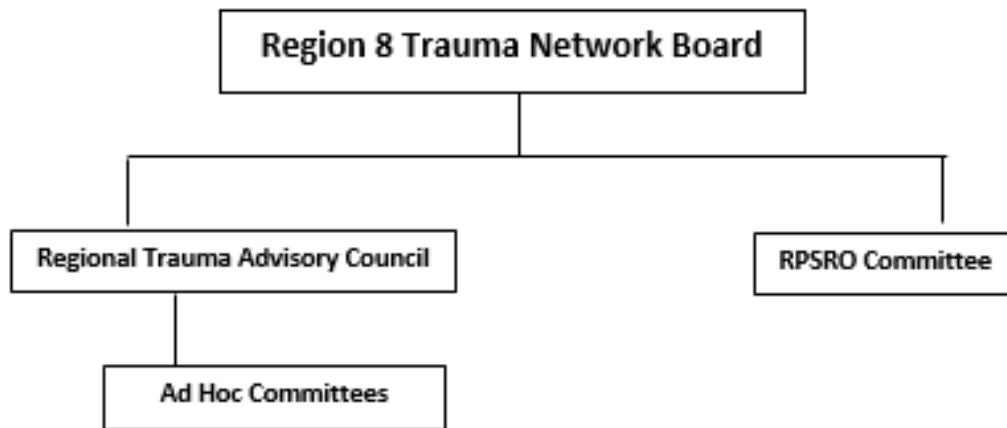 Region 8 Trauma Network Board
Regional Trauma Advisory Council
RPSRO Committee
Ad Hoc Committees